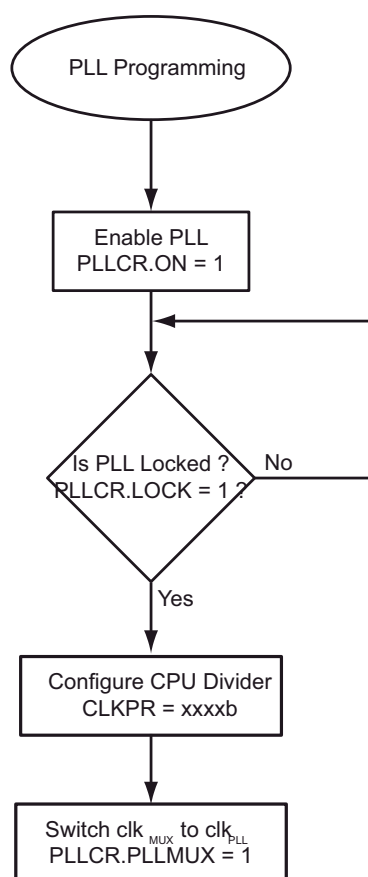 PLL Programming
Enable PLL
PLLCR.ON = 1
Is PLL Locked ?
PLLCR.LOCK = 1 ?
No
Yes
Configure CPU Divider
CLKPR = xxxxb
Switch clk MUX to clk PLL
PLLCR.PLLMUX = 1